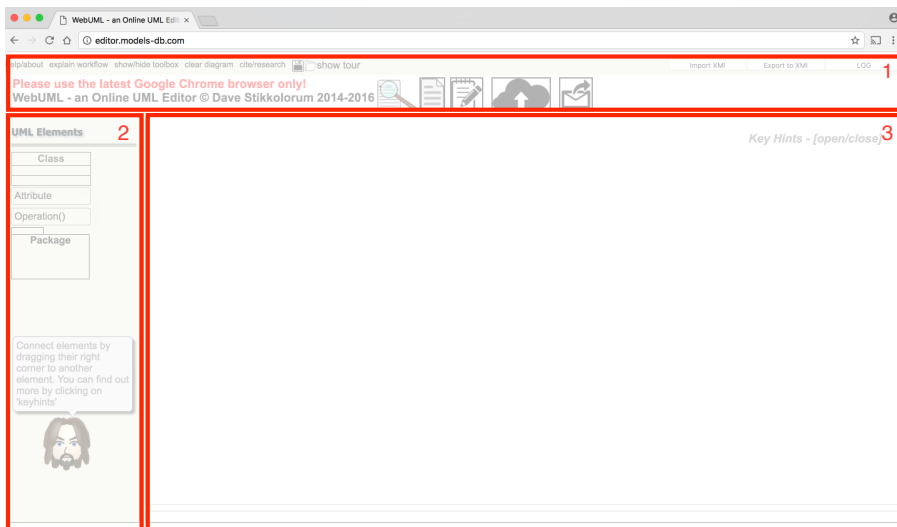 WebUML - an Online UML Edit
editor.models-db.com
elp/about explain workflow show/hide toolbox clear diagram cite/research show tour
Import XMI Export to XMI LOG
1
Please use the latest Google Chrome browser only!
WebUML - an Online UML Editor © Dave Stikkolorum 2014-2016
UML Elements
2
Key Hints - [open/close]
3
Class
Attribute
Operation()
Package
Connect elements by
dragging their right
corner to another
element. You can find out
more by clicking on
'keyhints'